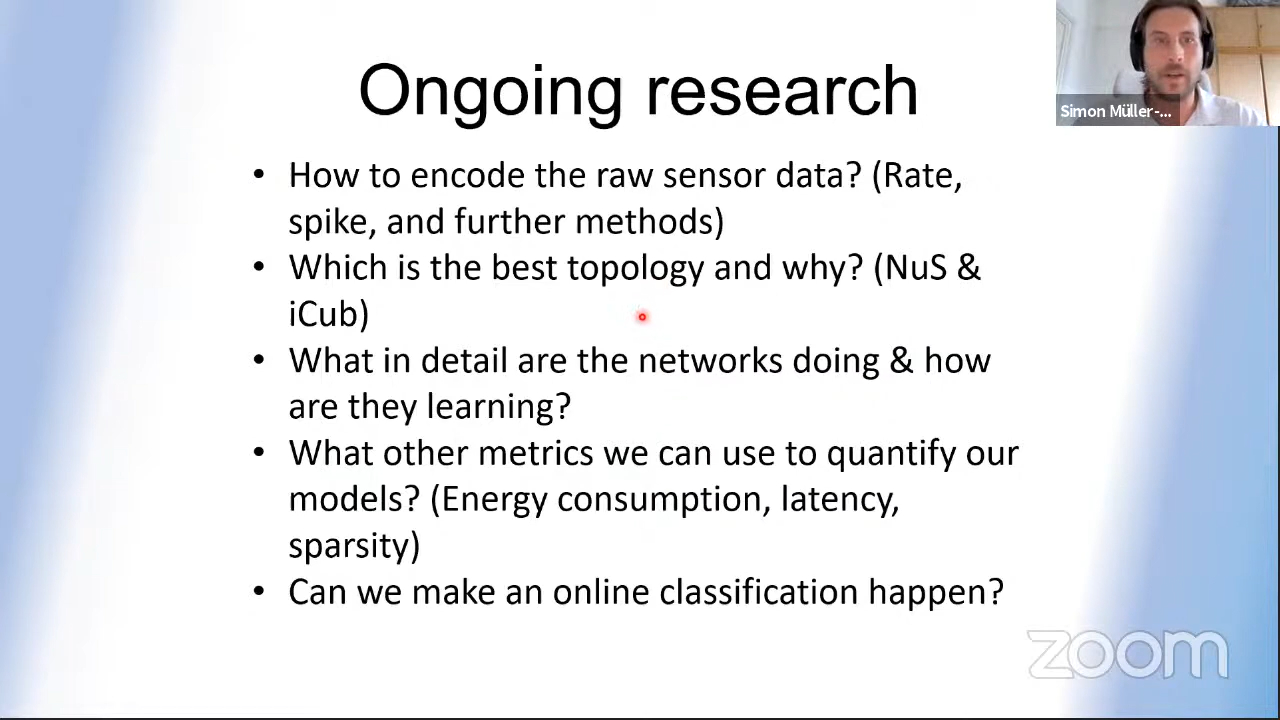 Ongoing research
Simon Müller-...
• How to encode the raw sensor data? (Rate,
spike, and further methods)
• Which is the best topology and why? (NuS &
iCub)
• What in detail are the networks doing & how
are they learning?
• What other metrics we can use to quantify our
models? (Energy consumption, latency,
sparsity)
• Can we make an online classification happen?
zoom